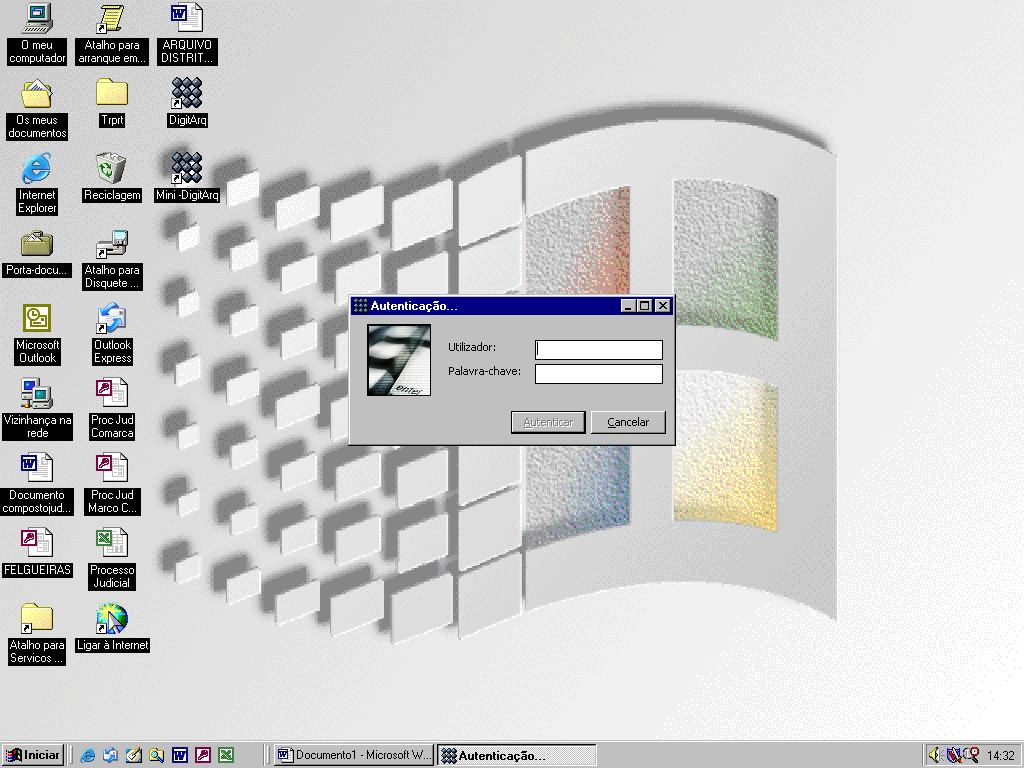 O meu
computador
Atalho para
arranque em...
ARQUIVO
DISTRIT...
Os meus
documentos
Trprt
DigitArq
Internet
Explorer
Reciclagem
Mini -DigitArq
Porta-docu...
Atalho para
Disquete ...
Microsoft
Outlook
Outlook
Express
Vizinhança na
rede
Proc Jud
Comarca
Documento
compostojud...
Proc Jud
Marco C...
FELGUEIRAS
Processo
Judicial
Atalho para
Servicos ...
Ligar à Internet
Autenticação...
Utilizador:
Palavra-chave:
enter
Autenticar
Cancelar
Iniciar
Documento1 - Microsoft W...
Autenticação...
14:32